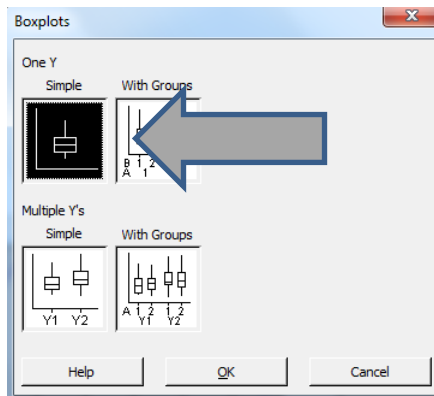 Boxplots
x
One Y
Simple With Groups
B 1 2
A 1
Multiple Y's
Simple With Groups
Y1 Y2
A 1 2 1 2
Y1 Y2
Help OK Cancel